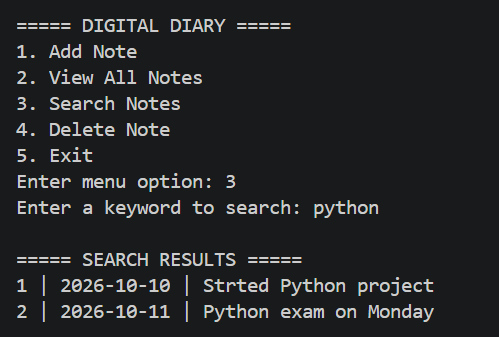 ===== DIGITAL DIARY =====
1. Add Note
2. View All Notes
3. Search Notes
4. Delete Note
5. Exit
Enter menu option: 3
Enter a keyword to search: python
===== SEARCH RESULTS =====
1 | 2026-10-10 | Strted Python project
2 | 2026-10-11 | Python exam on Monday